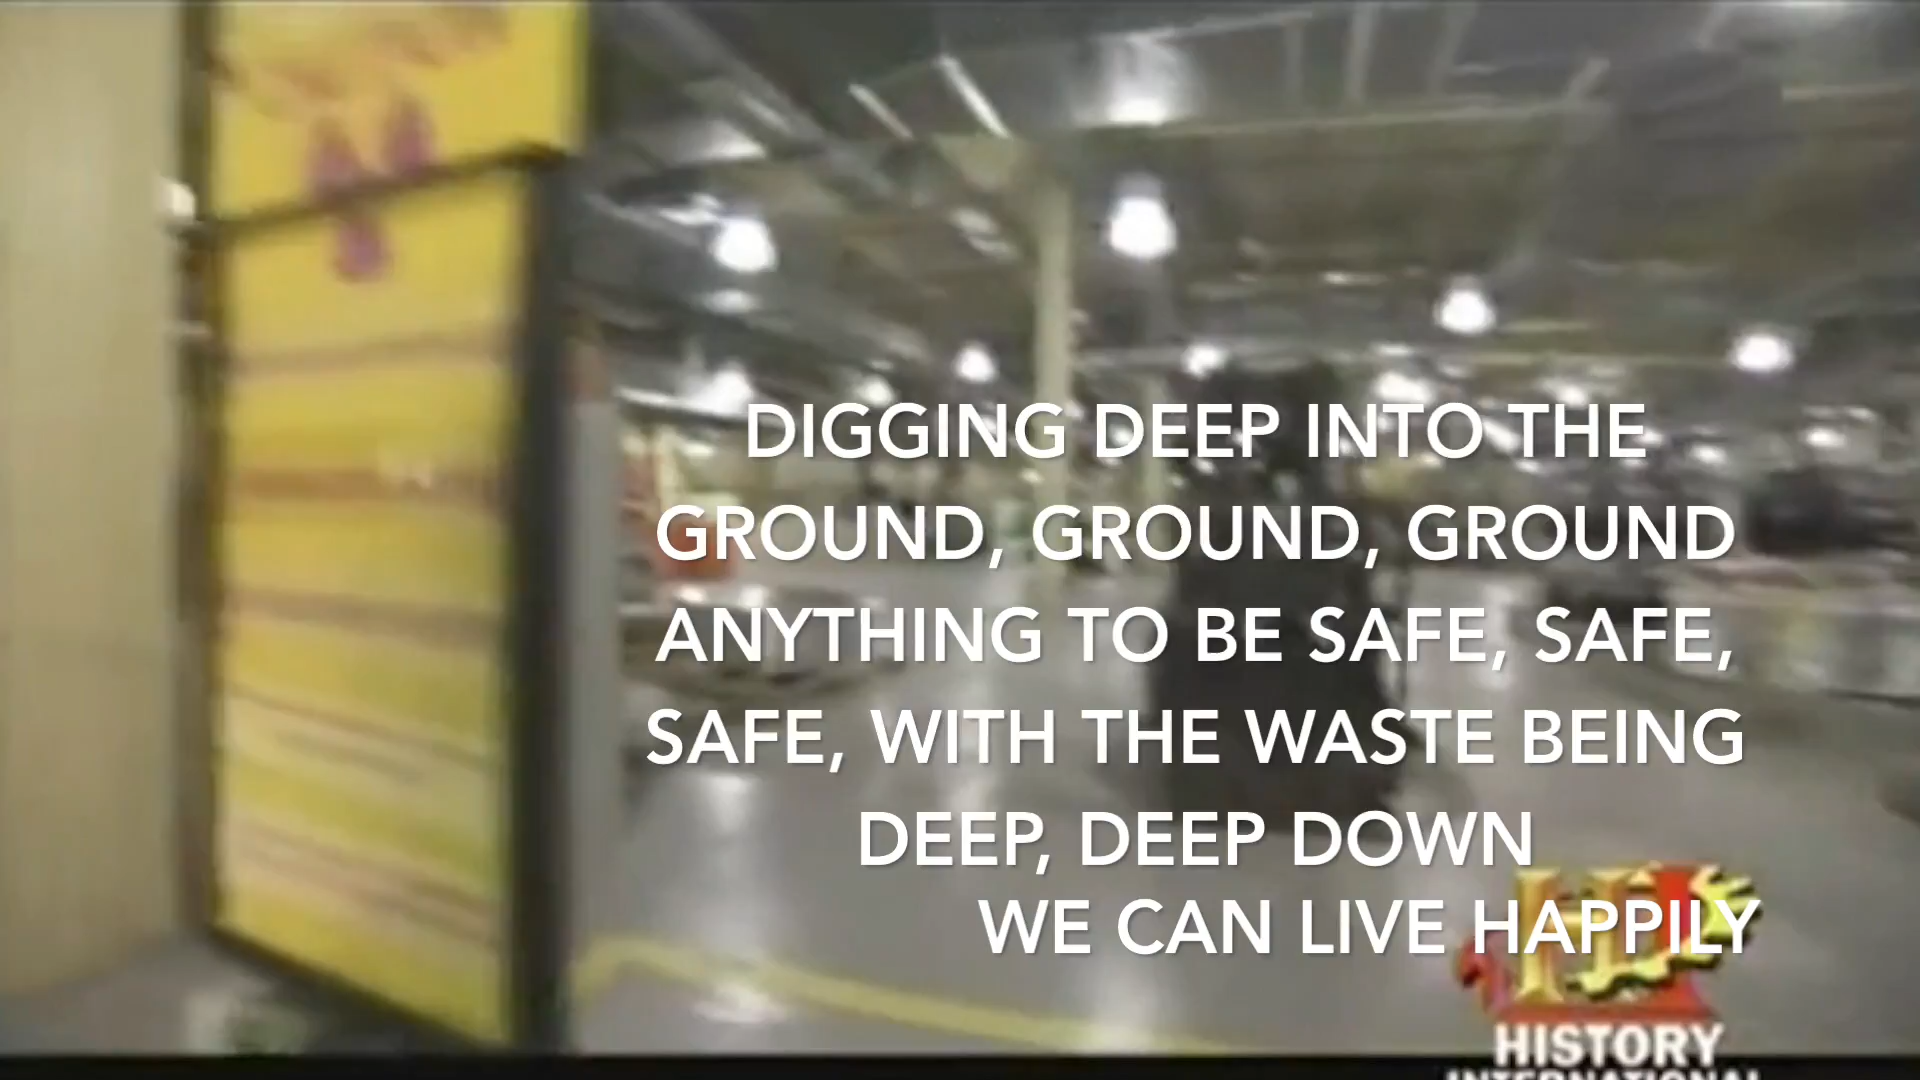 DIGGING DEEP INTO THE
GROUND, GROUND, GROUND
ANYTHING TO BE SAFE, SAFE,
SAFE, WITH THE WASTE BEING
DEEP, DEEP DOWN
WE CAN LIVE HAPPILY
HISTORY
INTERNATIONAL